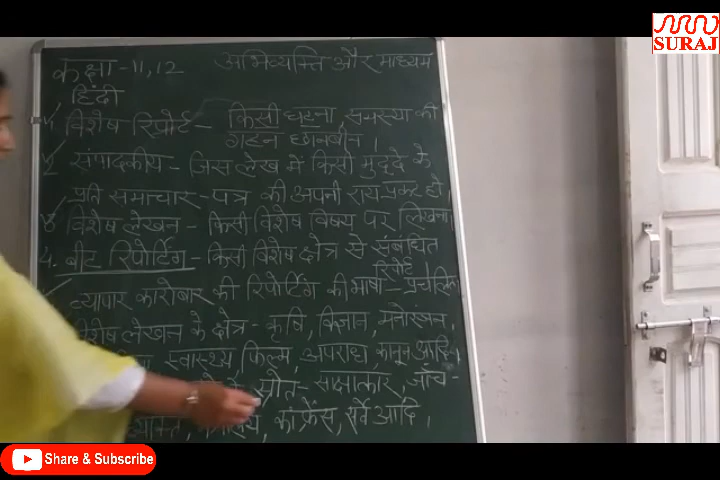 SURAJ
कक्षा -11,12 अभिव्यक्ति और माध्यम
हिंदी
1. विशेष रिपोर्ट - किसी घटना, समस्या की
गहन छानबीन ।
2. संपादकीय - जिस लेख में किसी मुद्दे के
प्रति समाचार - पत्र की अपनी राय प्रकट हो।
3. विशेष लेखन - किसी विशेष विषय पर लिखना।
4. बीट रिपोर्टिंग - किसी विशेष क्षेत्र से संबंधित
रिपोर्ट
व्यापार कारोबार की रिपोर्टिंग की भाषा - प्रचलित
विशेष लेखन के क्षेत्र - कृषि, विज्ञान, मनोरंजन,
स्वास्थ्य, फिल्म, अपराध, कानून आदि।
स्रोत - साक्षात्कार, जाँच -
कांफ्रेंस, सर्वे आदि,
Share & Subscribe